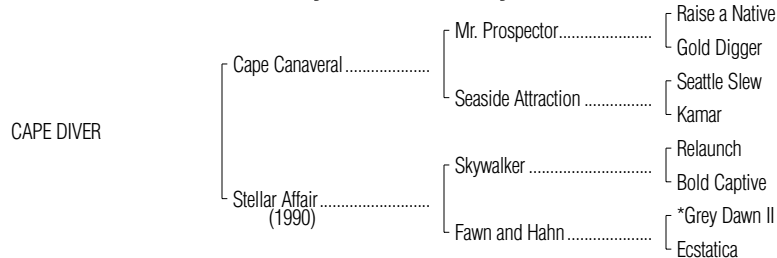 Raise a Native
Mr. Prospector.....................
Gold Digger
Cape Canaveral....................
Seattle Slew
Seaside Attraction ...............
Kamar
CAPE DIVER
Relaunch
Skywalker ............................
Bold Captive
Stellar Affair.........................
(1990)
*Grey Dawn II
Fawn and Hahn...................
Ecstatica